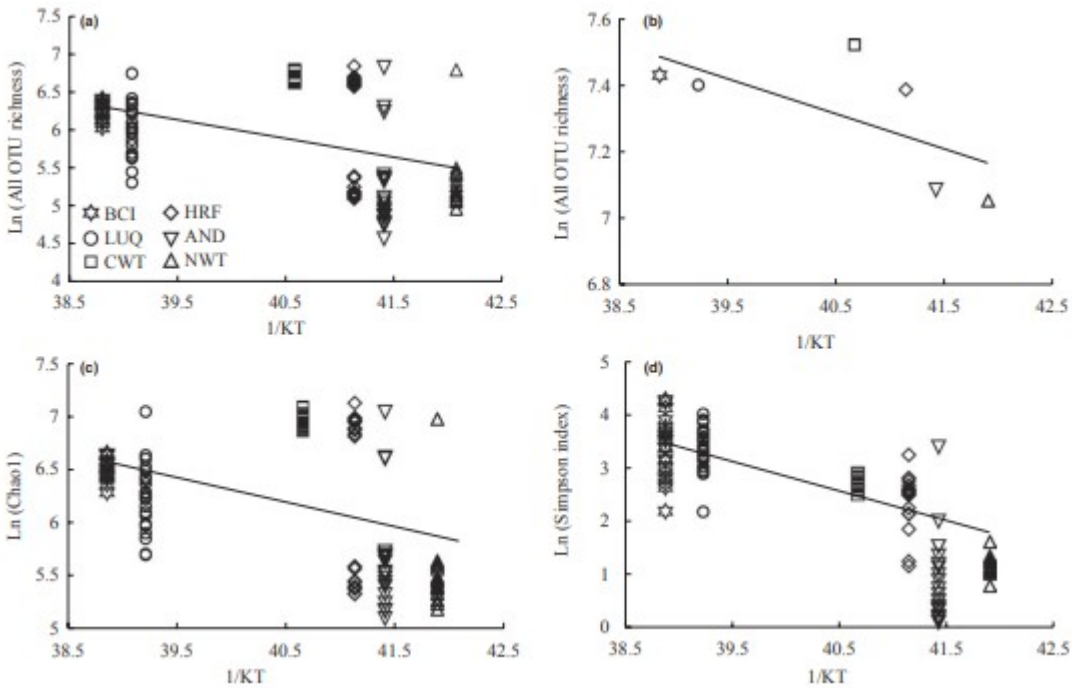 (a)
Ln (All OTU richness)
7.5
7
6.5
6
5.5
5
4.5
4
BCI HRF
LUQ AND
CWT NWT
38.5 39.5 40.5 41.5 42.5
1/KT
(b)
Ln (All OTU richness)
7.6
7.4
7.2
7
6.8
38.5 39.5 40.5 41.5 42.5
1/KT
(c)
Ln (Chao1)
7.5
7
6.5
6
5.5
5
38.5 39.5 40.5 41.5 42.5
1/KT
(d)
Ln (Simpson index)
5
4
3
2
1
0
38.5 39.5 40.5 41.5 42.5
1/KT